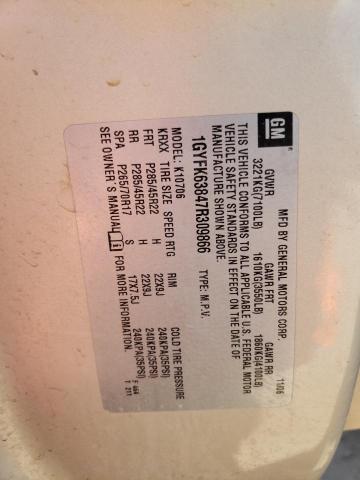 GM
MFD BY GENERAL MOTORS CORP. 11/06
GVWR GAWR FRT GAWR RR
3221KG(7100LB) 1610KG(3550LB) 1860KG(4100LB)
THIS VEHICLE CONFORMS TO ALL APPLICABLE U.S. FEDERAL MOTOR
VEHICLE SAFETY STANDARDS IN EFFECT ON THE DATE OF
MANUFACTURE SHOWN ABOVE.
1GYFK63847R309866 TYPE: M.P.V.
MODEL: K10706
KRXX TIRE SIZE SPEED RTG RIM COLD TIRE PRESSURE
FRT P285/45R22 H 22X9J 240KPA(35PSI)
RR P285/45R22 H 22X9J 240KPA(35PSI)
SPA P265/70R17 S 17X7.5J 240KPA(35PSI)
SEE OWNER'S MANUAL FOR MORE INFORMATION.